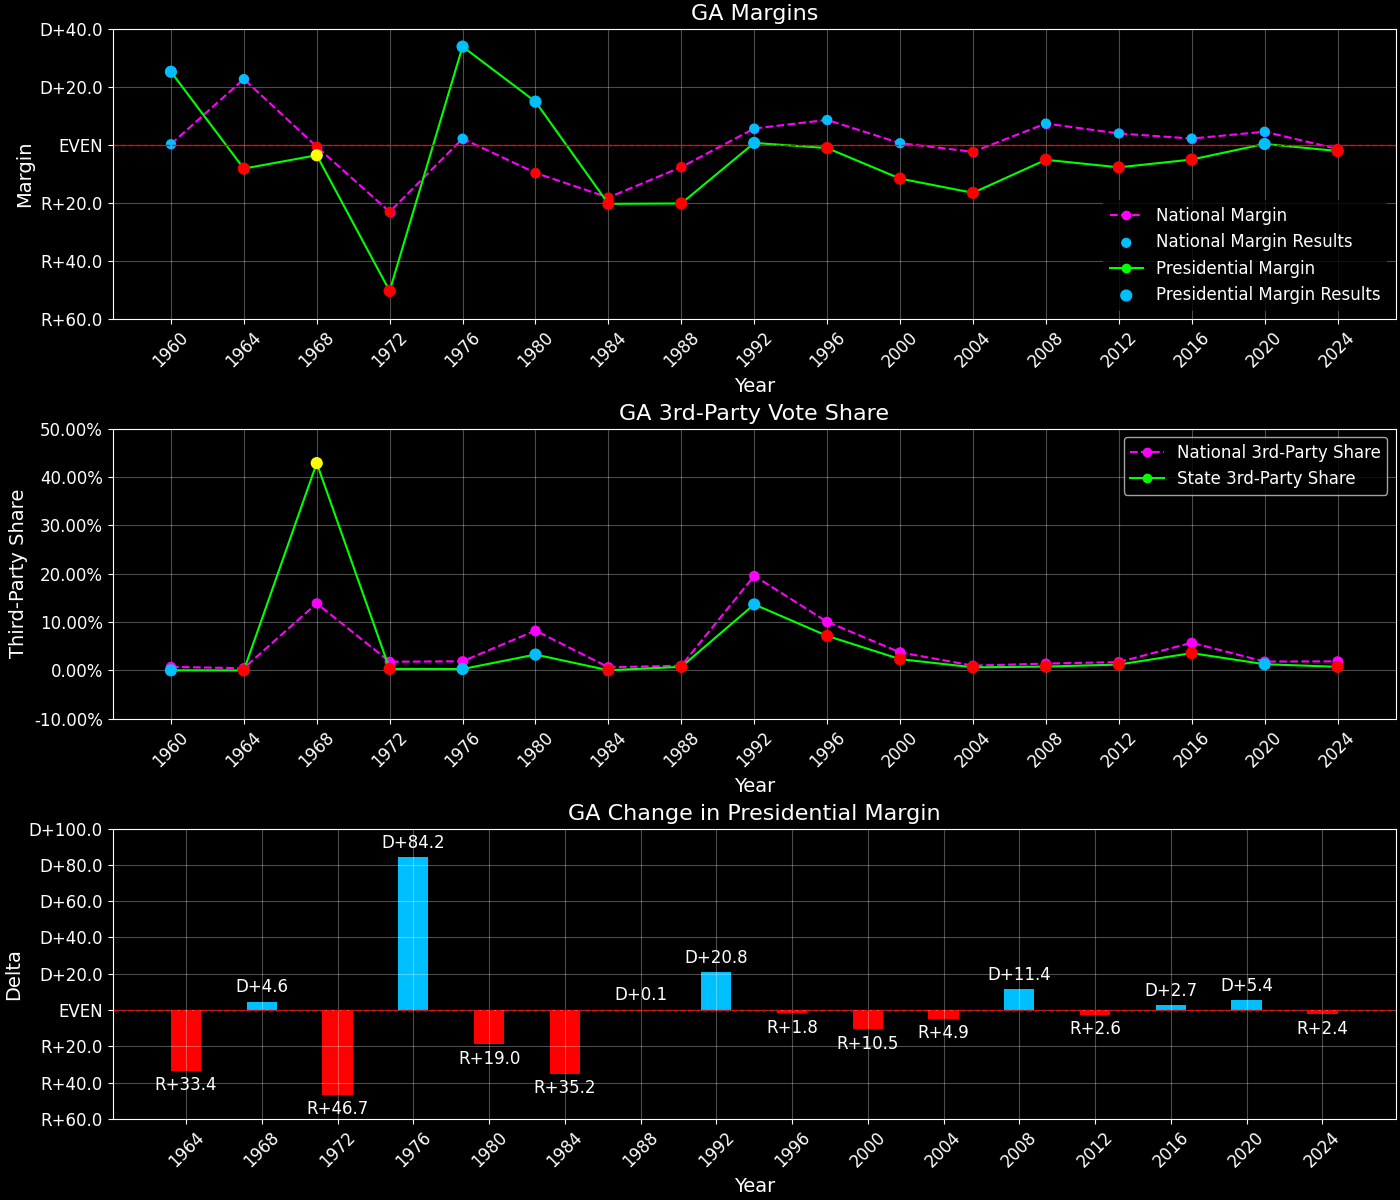 GA Margins
D+40.0
D+20.0
EVEN
R+20.0
R+40.0
R+60.0
Margin
National Margin
National Margin Results
Presidential Margin
Presidential Margin Results
1960 1964 1968 1972 1976 1980 1984 1988 1992 1996 2000 2004 2008 2012 2016 2020 2024
Year
GA 3rd-Party Vote Share
50.00%
40.00%
30.00%
20.00%
10.00%
0.00%
-10.00%
Third-Party Share
National 3rd-Party Share
State 3rd-Party Share
1960 1964 1968 1972 1976 1980 1984 1988 1992 1996 2000 2004 2008 2012 2016 2020 2024
Year
GA Change in Presidential Margin
D+100.0
D+80.0
D+60.0
D+40.0
D+20.0
EVEN
R+20.0
R+40.0
R+60.0
Delta
R+33.4
D+4.6
R+46.7
D+84.2
R+19.0
R+35.2
D+0.1
D+20.8
R+1.8
R+10.5
R+4.9
D+11.4
R+2.6
D+2.7
D+5.4
R+2.4
1964 1968 1972 1976 1980 1984 1988 1992 1996 2000 2004 2008 2012 2016 2020 2024
Year